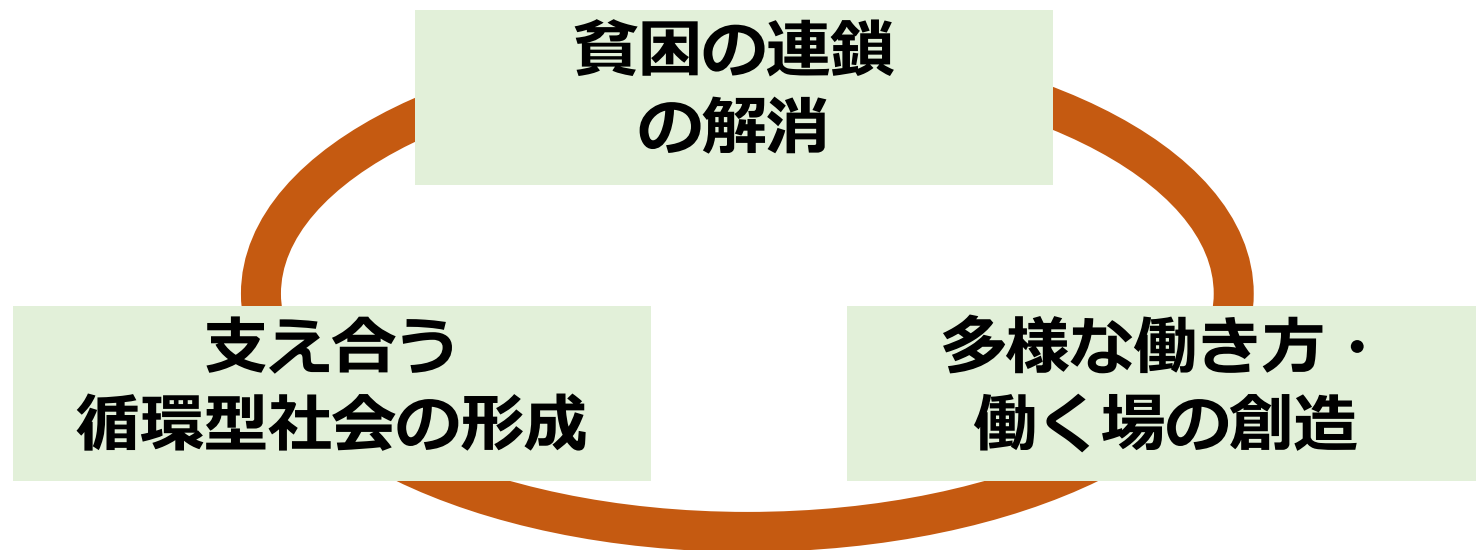 貧困の連鎖
の解消
支え合う
循環型社会の形成
多様な働き方・
働く場の創造